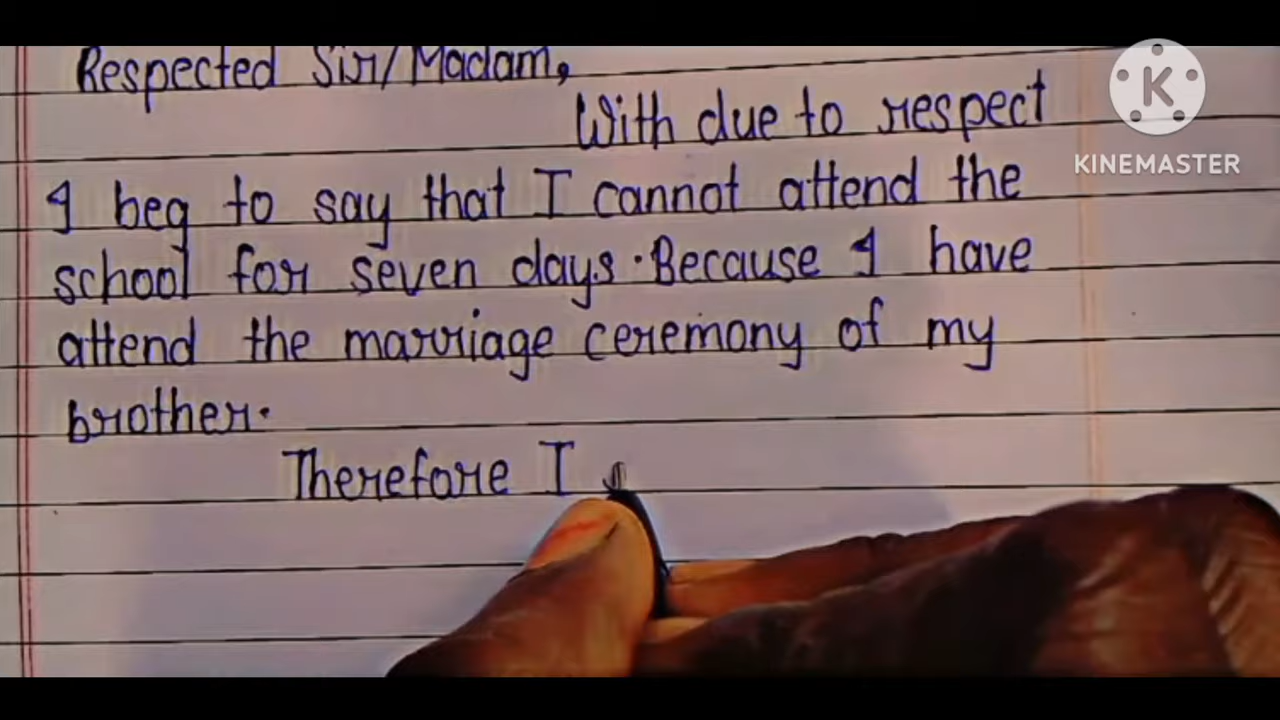 Respected Sir/Madam,
With due to respect
I beg to say that I cannot attend the
school for seven days. Because I have
attend the marriage ceremony of my
brother.
Therefore I
K
KINEMASTER